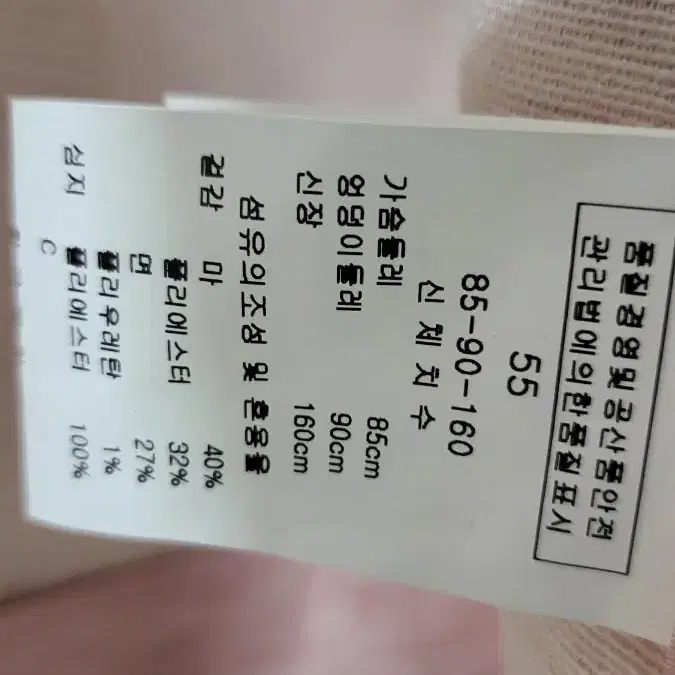 품질경영및공산품안전
관리법에의한품질표시
55
85-90-160
신체치수
가슴둘레 85cm
엉덩이둘레 90cm
신장 160cm
섬유의조성 및 혼용율
겉감 마 40%
폴리에스터 32%
면 27%
폴리우레탄 1%
심지 폴리에스터 100%
C